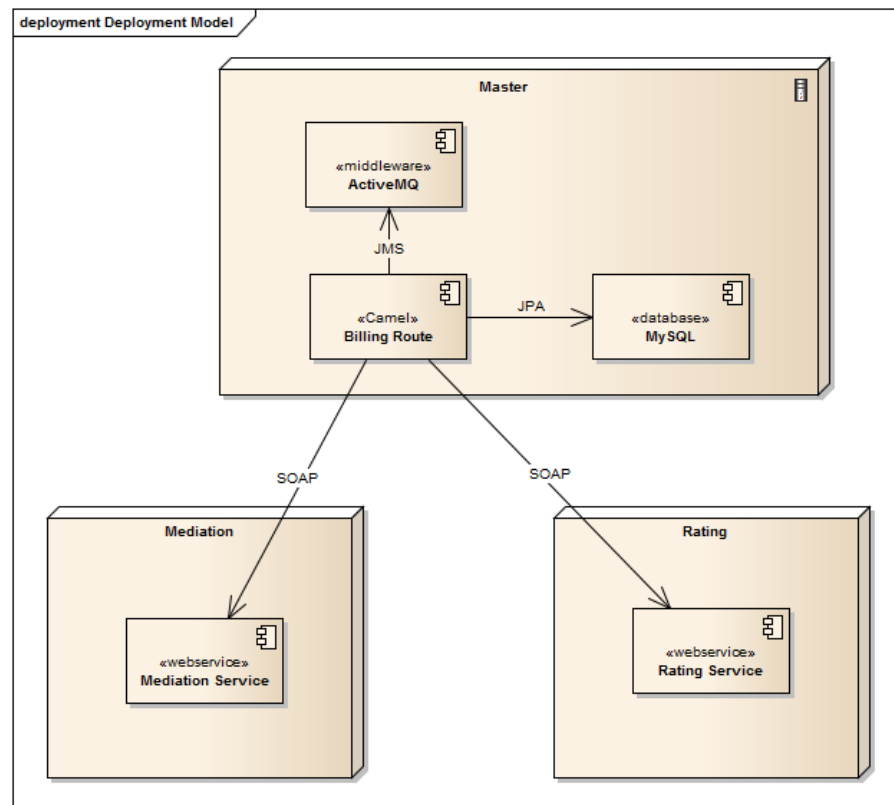 deployment Deployment Model
Master
«middleware»
ActiveMQ
JMS
«Camel»
Billing Route
JPA
«database»
MySQL
SOAP
SOAP
Mediation
Rating
«webservice»
Mediation Service
«webservice»
Rating Service